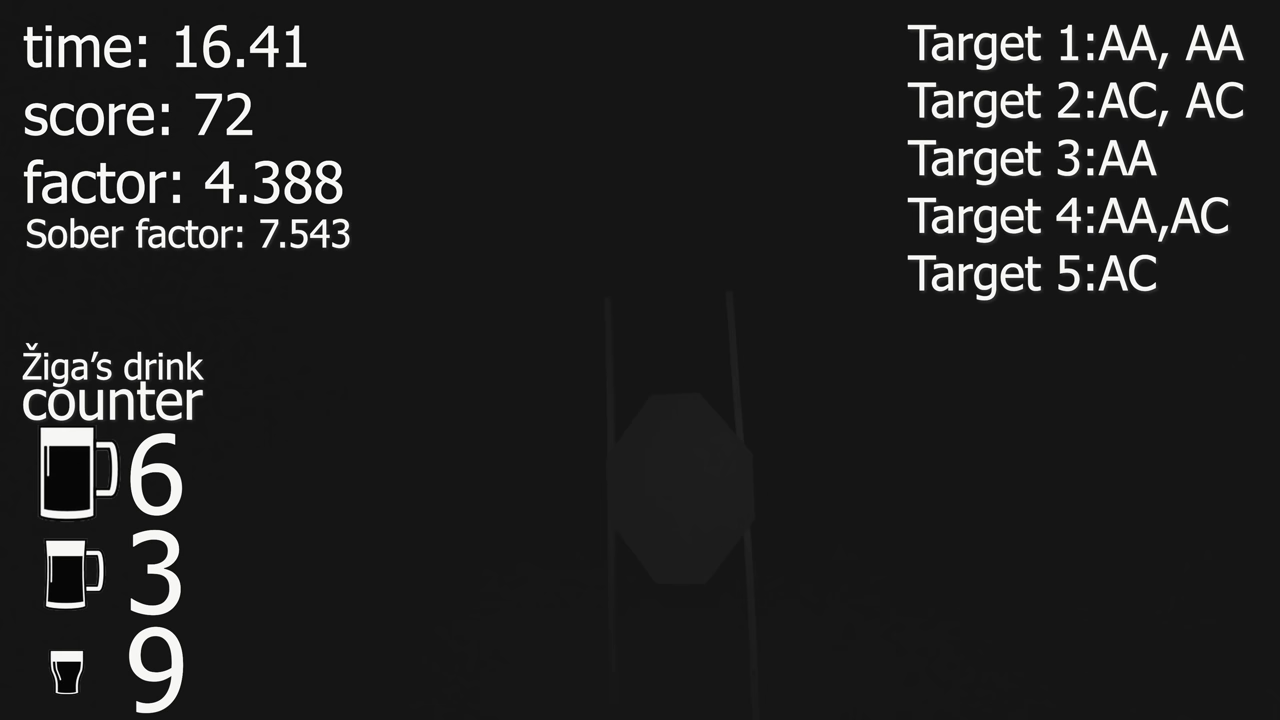 time: 16.41
score: 72
factor: 4.388
Sober factor: 7.543
Žiga’s drink
counter
6
3
9
Target 1:AA, AA
Target 2:AC, AC
Target 3:AA
Target 4:AA,AC
Target 5:AC